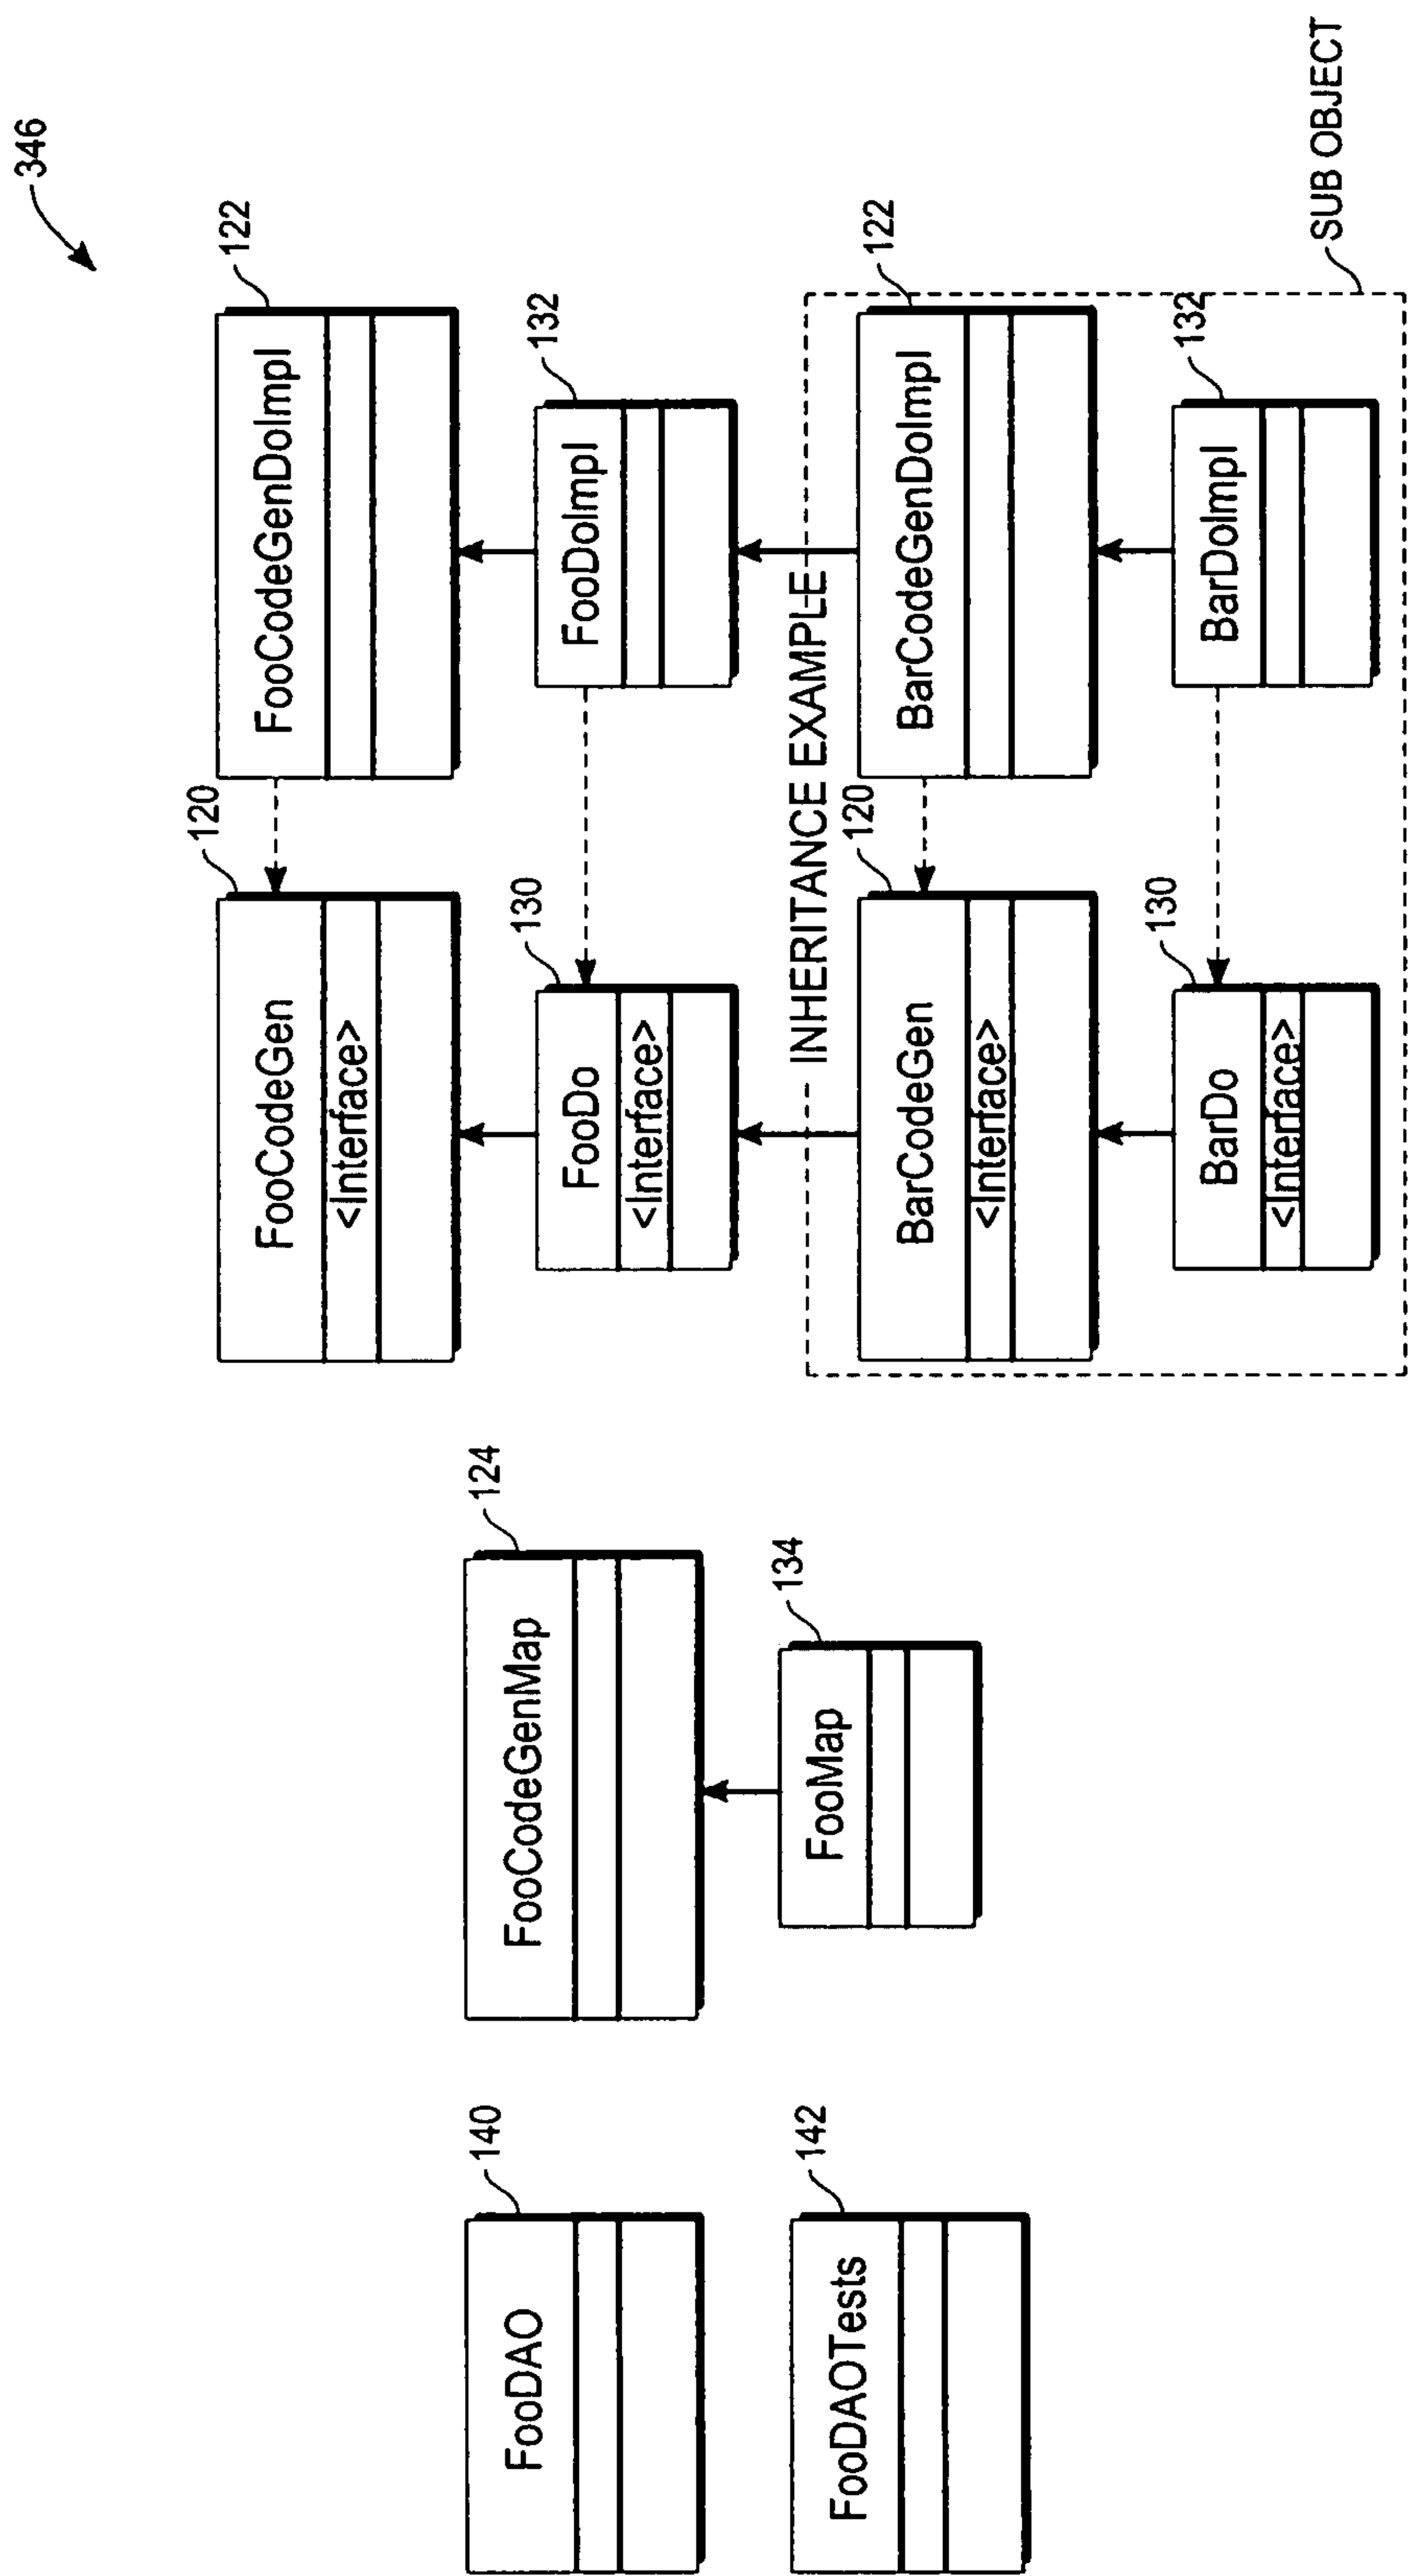 346
FooDAO
140
FooDAOTests
142
FooCodeGenMap
124
FooMap
134
FooCodeGen
<Interface>
120
FooCodeGenDoImpl
122
FooDo
<Interface>
130
FooDoImpl
132
INHERITANCE EXAMPLE
BarCodeGen
<Interface>
120
BarCodeGenDoImpl
122
BarDo
<Interface>
130
BarDoImpl
132
SUB OBJECT